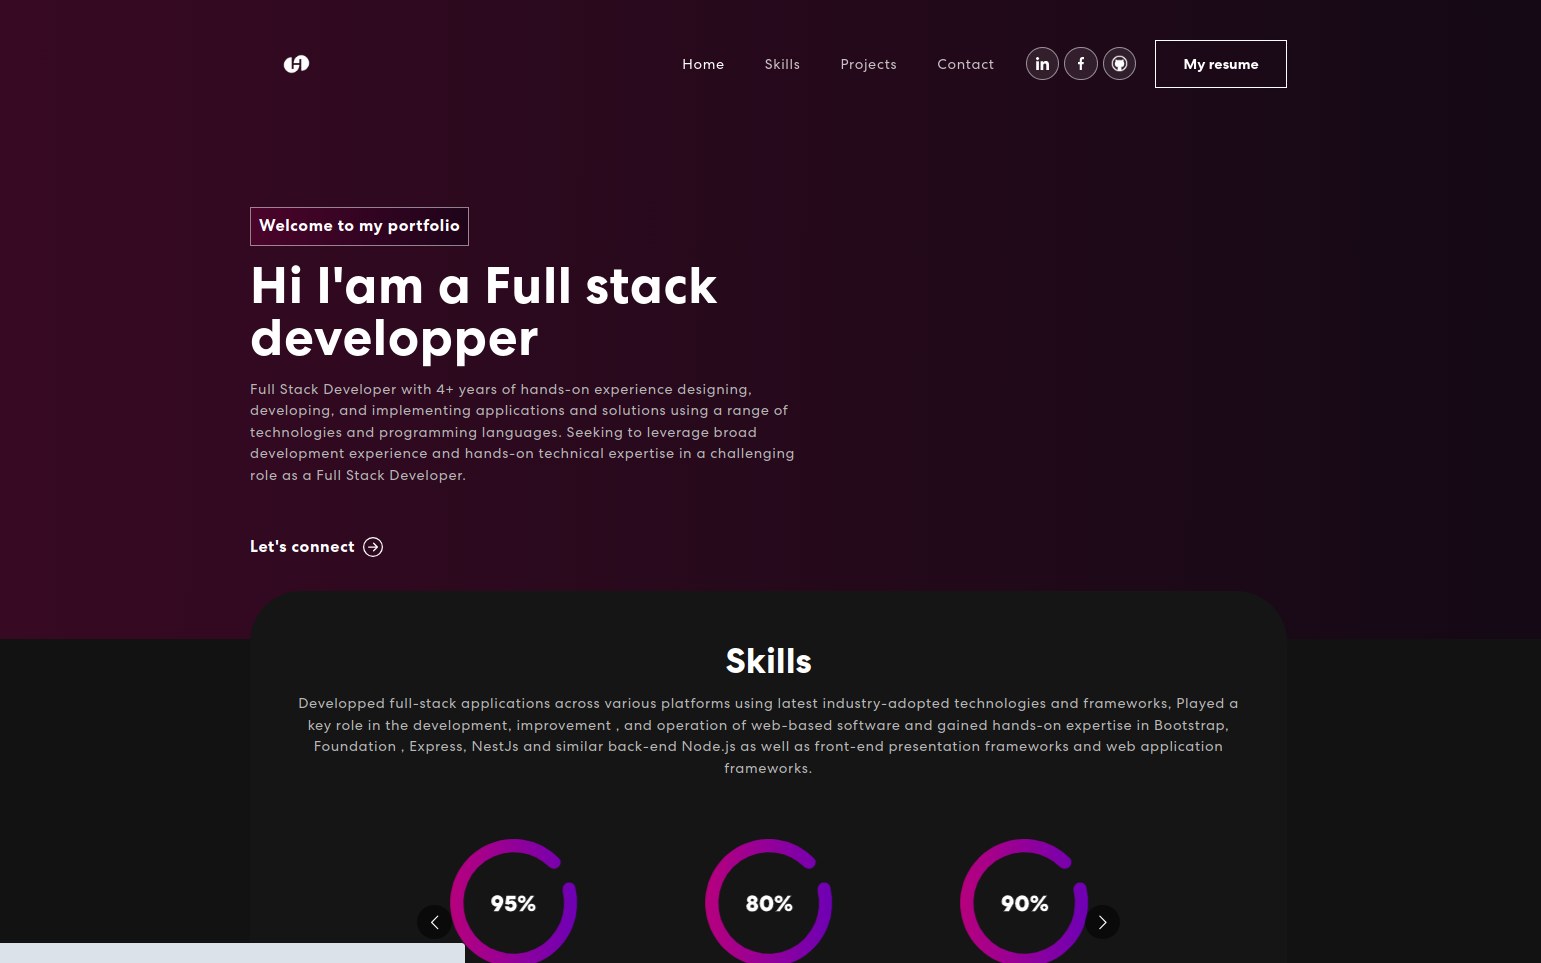 Home Skills Projects Contact My resume
Welcome to my portfolio
Hi I'am a Full stack
developper
Full Stack Developer with 4+ years of hands-on experience designing,
developing, and implementing applications and solutions using a range of
technologies and programming languages. Seeking to leverage broad
development experience and hands-on technical expertise in a challenging
role as a Full Stack Developer.
Let's connect
Skills
Developped full-stack applications across various platforms using latest industry-adopted technologies and frameworks, Played a
key role in the development, improvement , and operation of web-based software and gained hands-on expertise in Bootstrap,
Foundation , Express, NestJs and similar back-end Node.js as well as front-end presentation frameworks and web application
frameworks.
95% 80% 90%